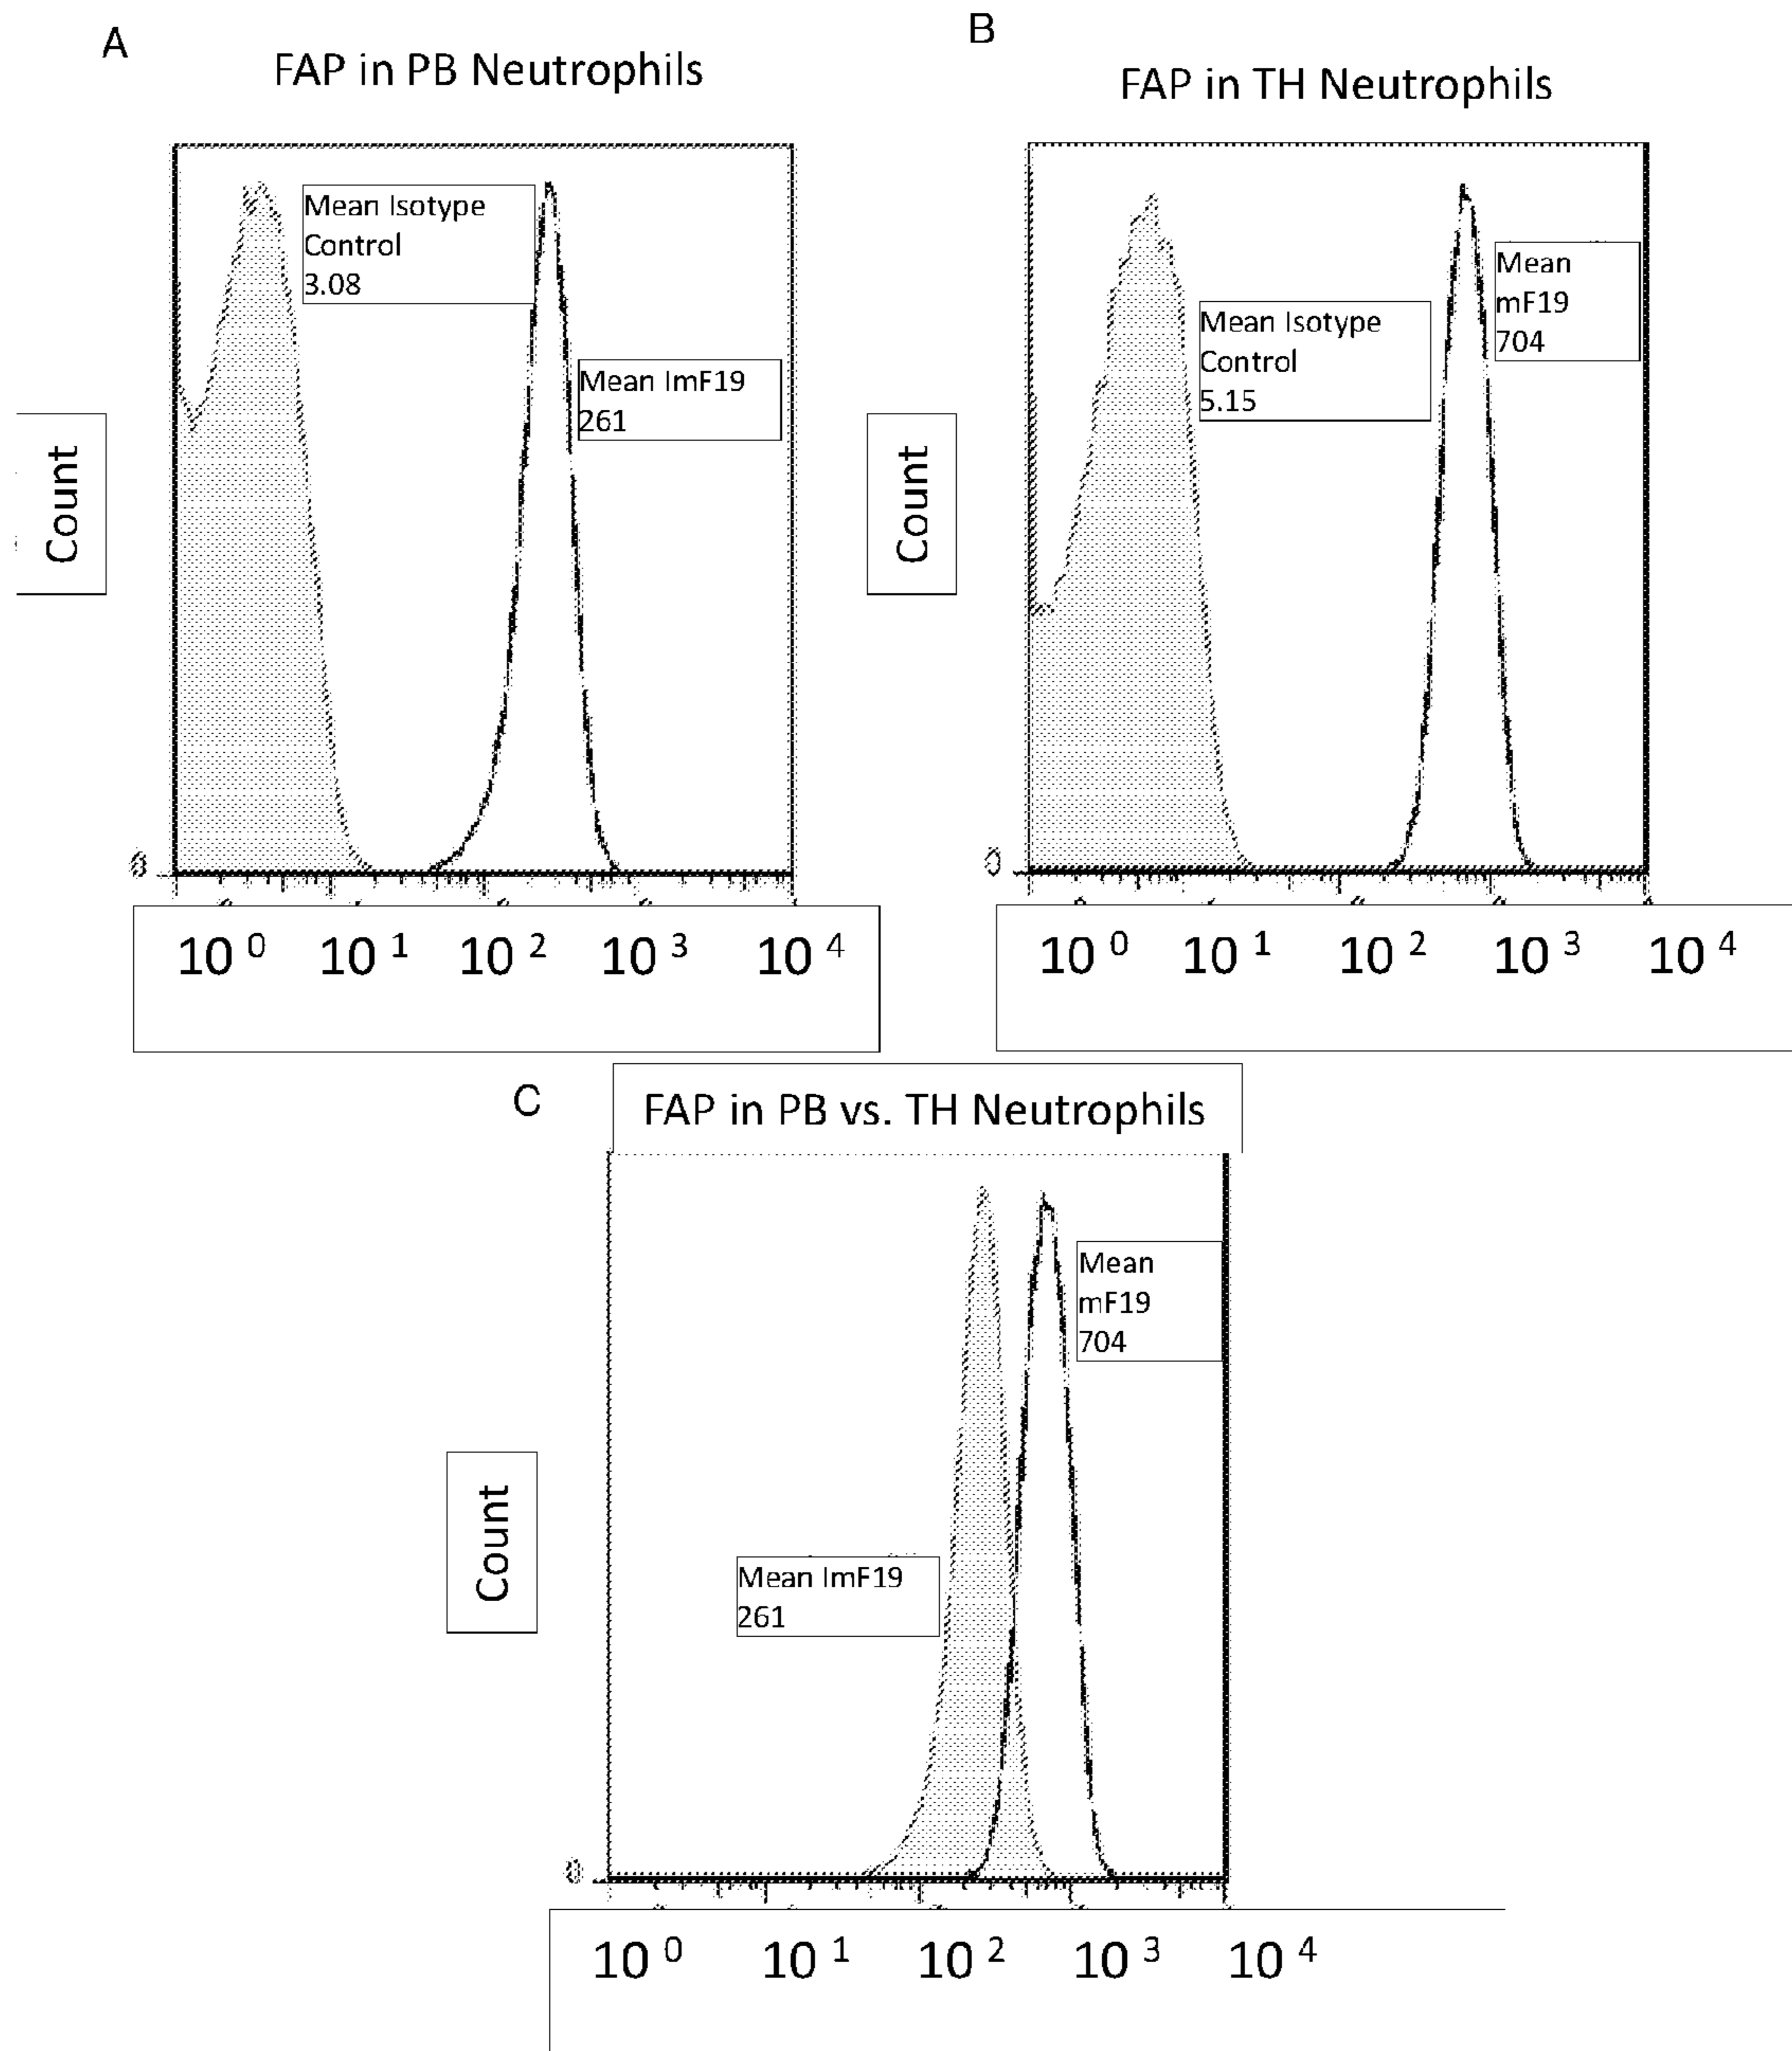 A
FAP in PB Neutrophils
Mean Isotype
Control
3.08
Mean ImF19
261
Count
0
10 0 10 1 10 2 10 3 10 4
B
FAP in TH Neutrophils
Mean Isotype
Control
5.15
Mean
mF19
704
Count
0
10 0 10 1 10 2 10 3 10 4
C
FAP in PB vs. TH Neutrophils
Mean
mF19
704
Mean ImF19
261
Count
0
10 0 10 1 10 2 10 3 10 4